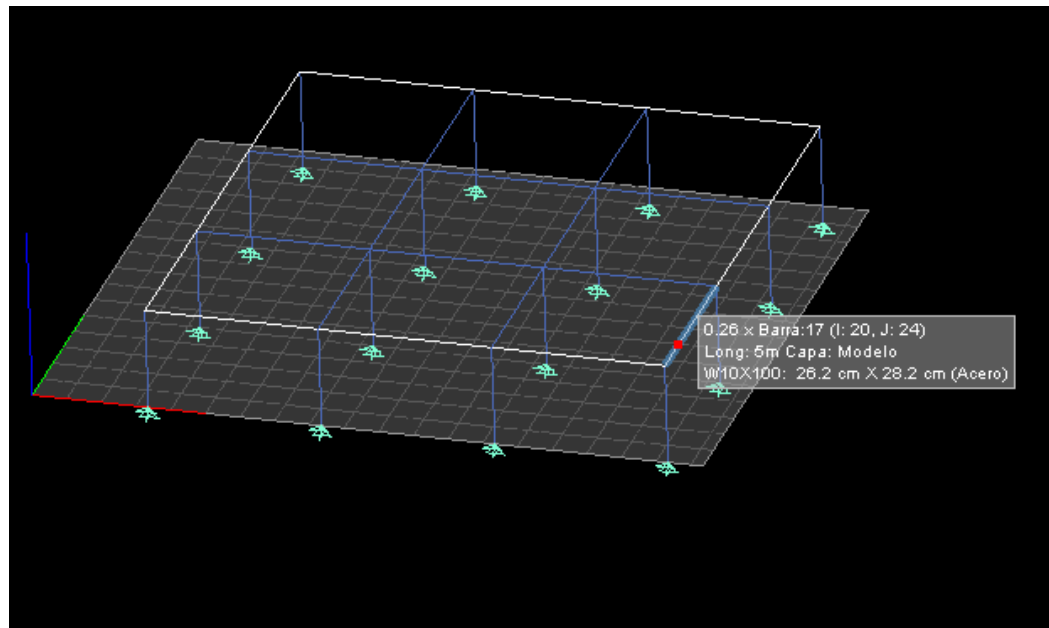 0.26 x Barra:17 (I: 20, J: 24)
Long: 5m Capa: Modelo
W10X100: 26.2 cm X 28.2 cm (Acero)